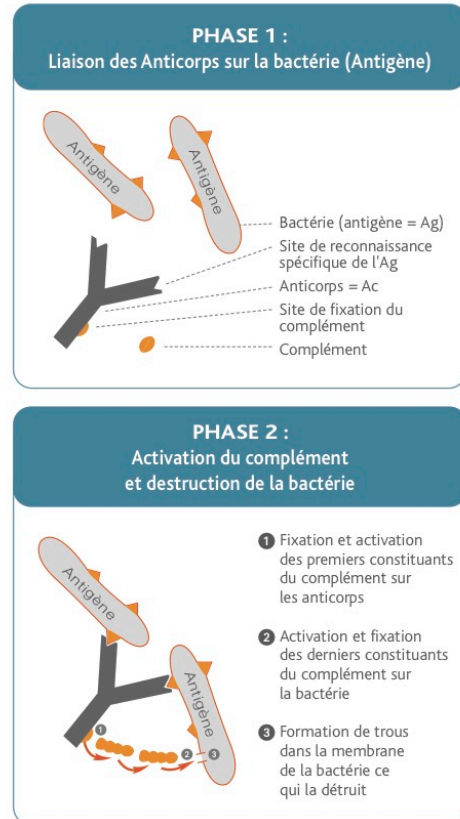 PHASE 1 :
Liaison des Anticorps sur la bactérie (Antigène)
Antigène
Antigène
Bactérie (antigène = Ag)
Site de reconnaissance
spécifique de l'Ag
Anticorps = Ac
Site de fixation du
complément
Complément
PHASE 2 :
Activation du complément
et destruction de la bactérie
Antigène
Antigène
1
2
3
1 Fixation et activation
des premiers constituants
du complément sur
les anticorps
2 Activation et fixation
des derniers constituants
du complément sur
la bactérie
3 Formation de trous
dans la membrane
de la bactérie ce
qui la détruit